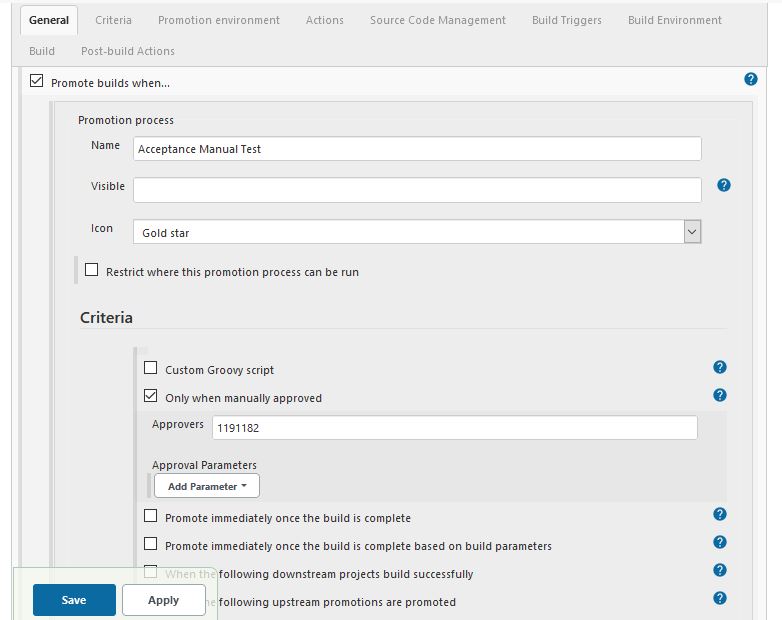 General Criteria Promotion environment Actions Source Code Management Build Triggers Build Environment
Build Post-build Actions
Promote builds when...
Promotion process
Name Acceptance Manual Test
Visible
Icon Gold star
Restrict where this promotion process can be run
Criteria
Custom Groovy script
Only when manually approved
Approvers 1191182
Approval Parameters
Add Parameter
Promote immediately once the build is complete
Promote immediately once the build is complete based on build parameters
When the following downstream projects build successfully
following upstream promotions are promoted
Save Apply